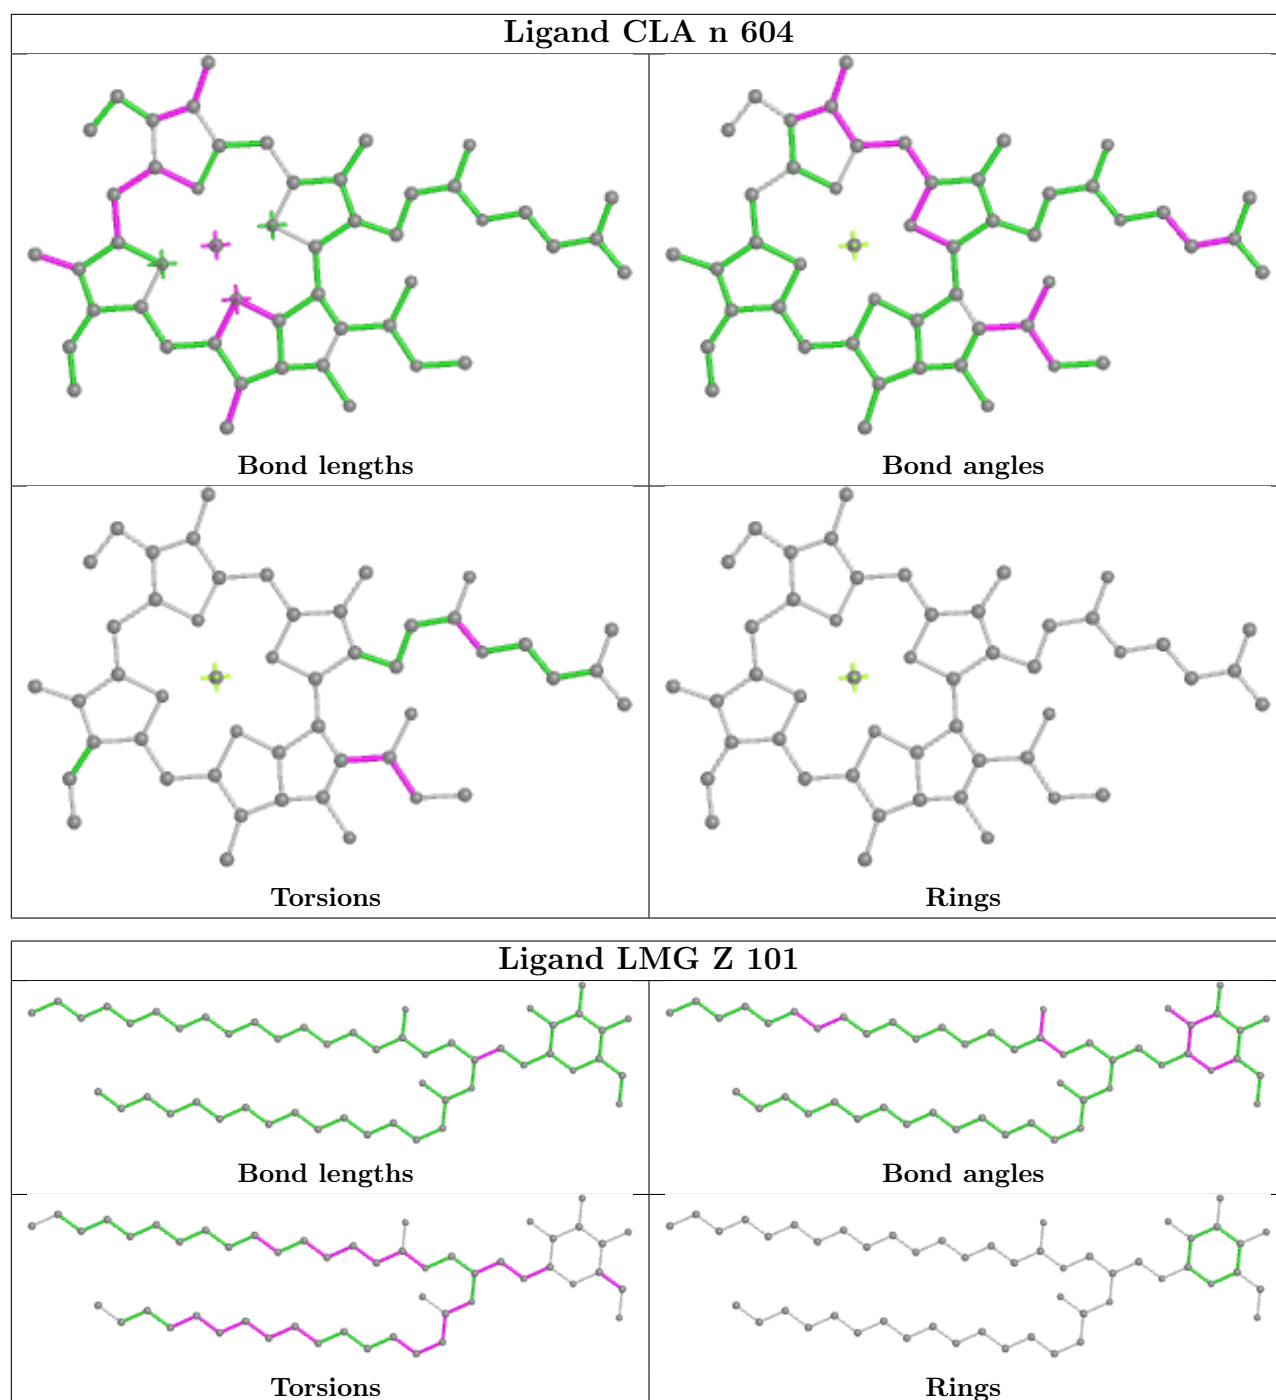 Ligand CLA n 604
Bond lengths
Bond angles
Torsions
Rings
Ligand LMG Z 101
Bond lengths
Bond angles
Torsions
Rings